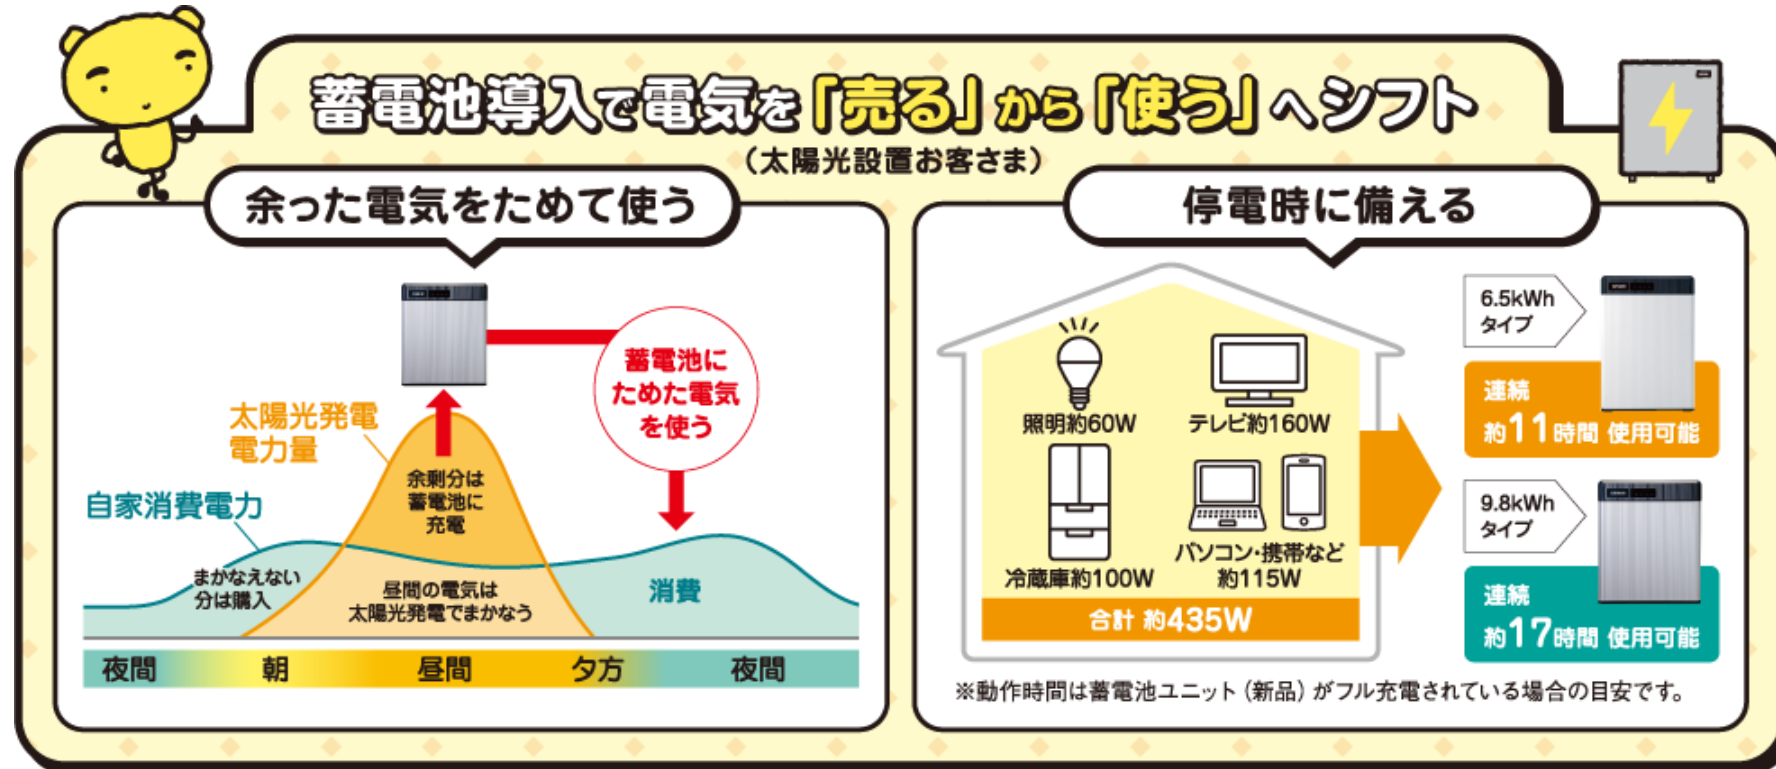 蓄電池導入で電気を「売る」から「使う」へシフト
（太陽光設置お客さま）
余った電気をためて使う
太陽光発電
電力量
自家消費電力
蓄電池に
ためた電気
を使う
余剰分は
蓄電池に
充電
まかなえない
分は購入
昼間の電気は
太陽光発電でまかなう
消費
夜間 朝 昼間 夕方 夜間
停電時に備える
照明約60W
テレビ約160W
冷蔵庫約100W
パソコン・携帯など
約115W
合計 約435W
6.5kWh
タイプ
連続
約11時間 使用可能
9.8kWh
タイプ
連続
約17時間 使用可能
※動作時間は蓄電池ユニット（新品）がフル充電されている場合の目安です。